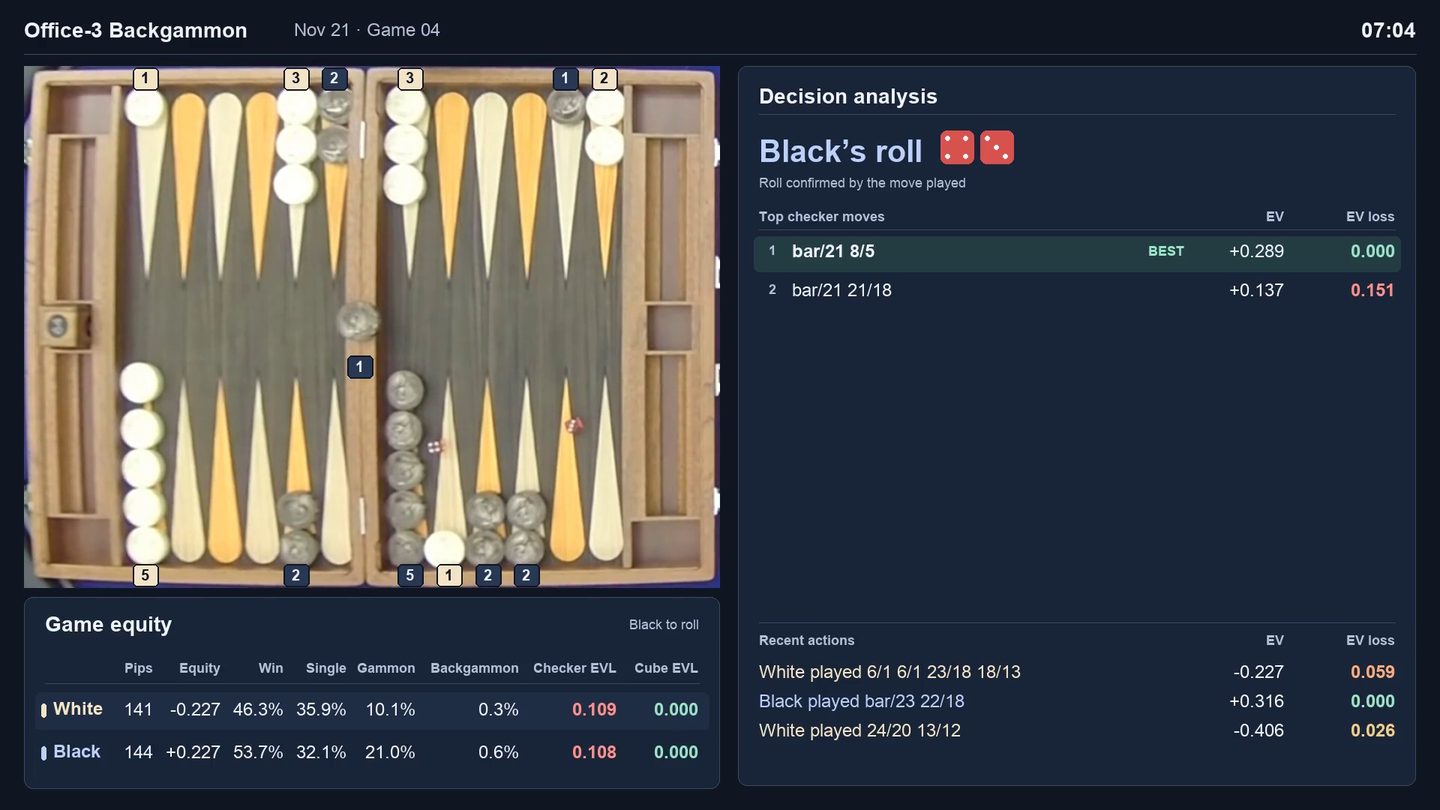 Office-3 Backgammon Nov 21 · Game 04 07:04
1 3 2 3 1 2
1
5 2 5 1 2 2
Game equity Black to roll
Pips Equity Win Single Gammon Backgammon Checker EVL Cube EVL
White 141 -0.227 46.3% 35.9% 10.1% 0.3% 0.109 0.000
Black 144 +0.227 53.7% 32.1% 21.0% 0.6% 0.108 0.000
Decision analysis
Black’s roll
Roll confirmed by the move played
Top checker moves EV EV loss
1 bar/21 8/5 BEST +0.289 0.000
2 bar/21 21/18 +0.137 0.151
Recent actions EV EV loss
White played 6/1 6/1 23/18 18/13 -0.227 0.059
Black played bar/23 22/18 +0.316 0.000
White played 24/20 13/12 -0.406 0.026